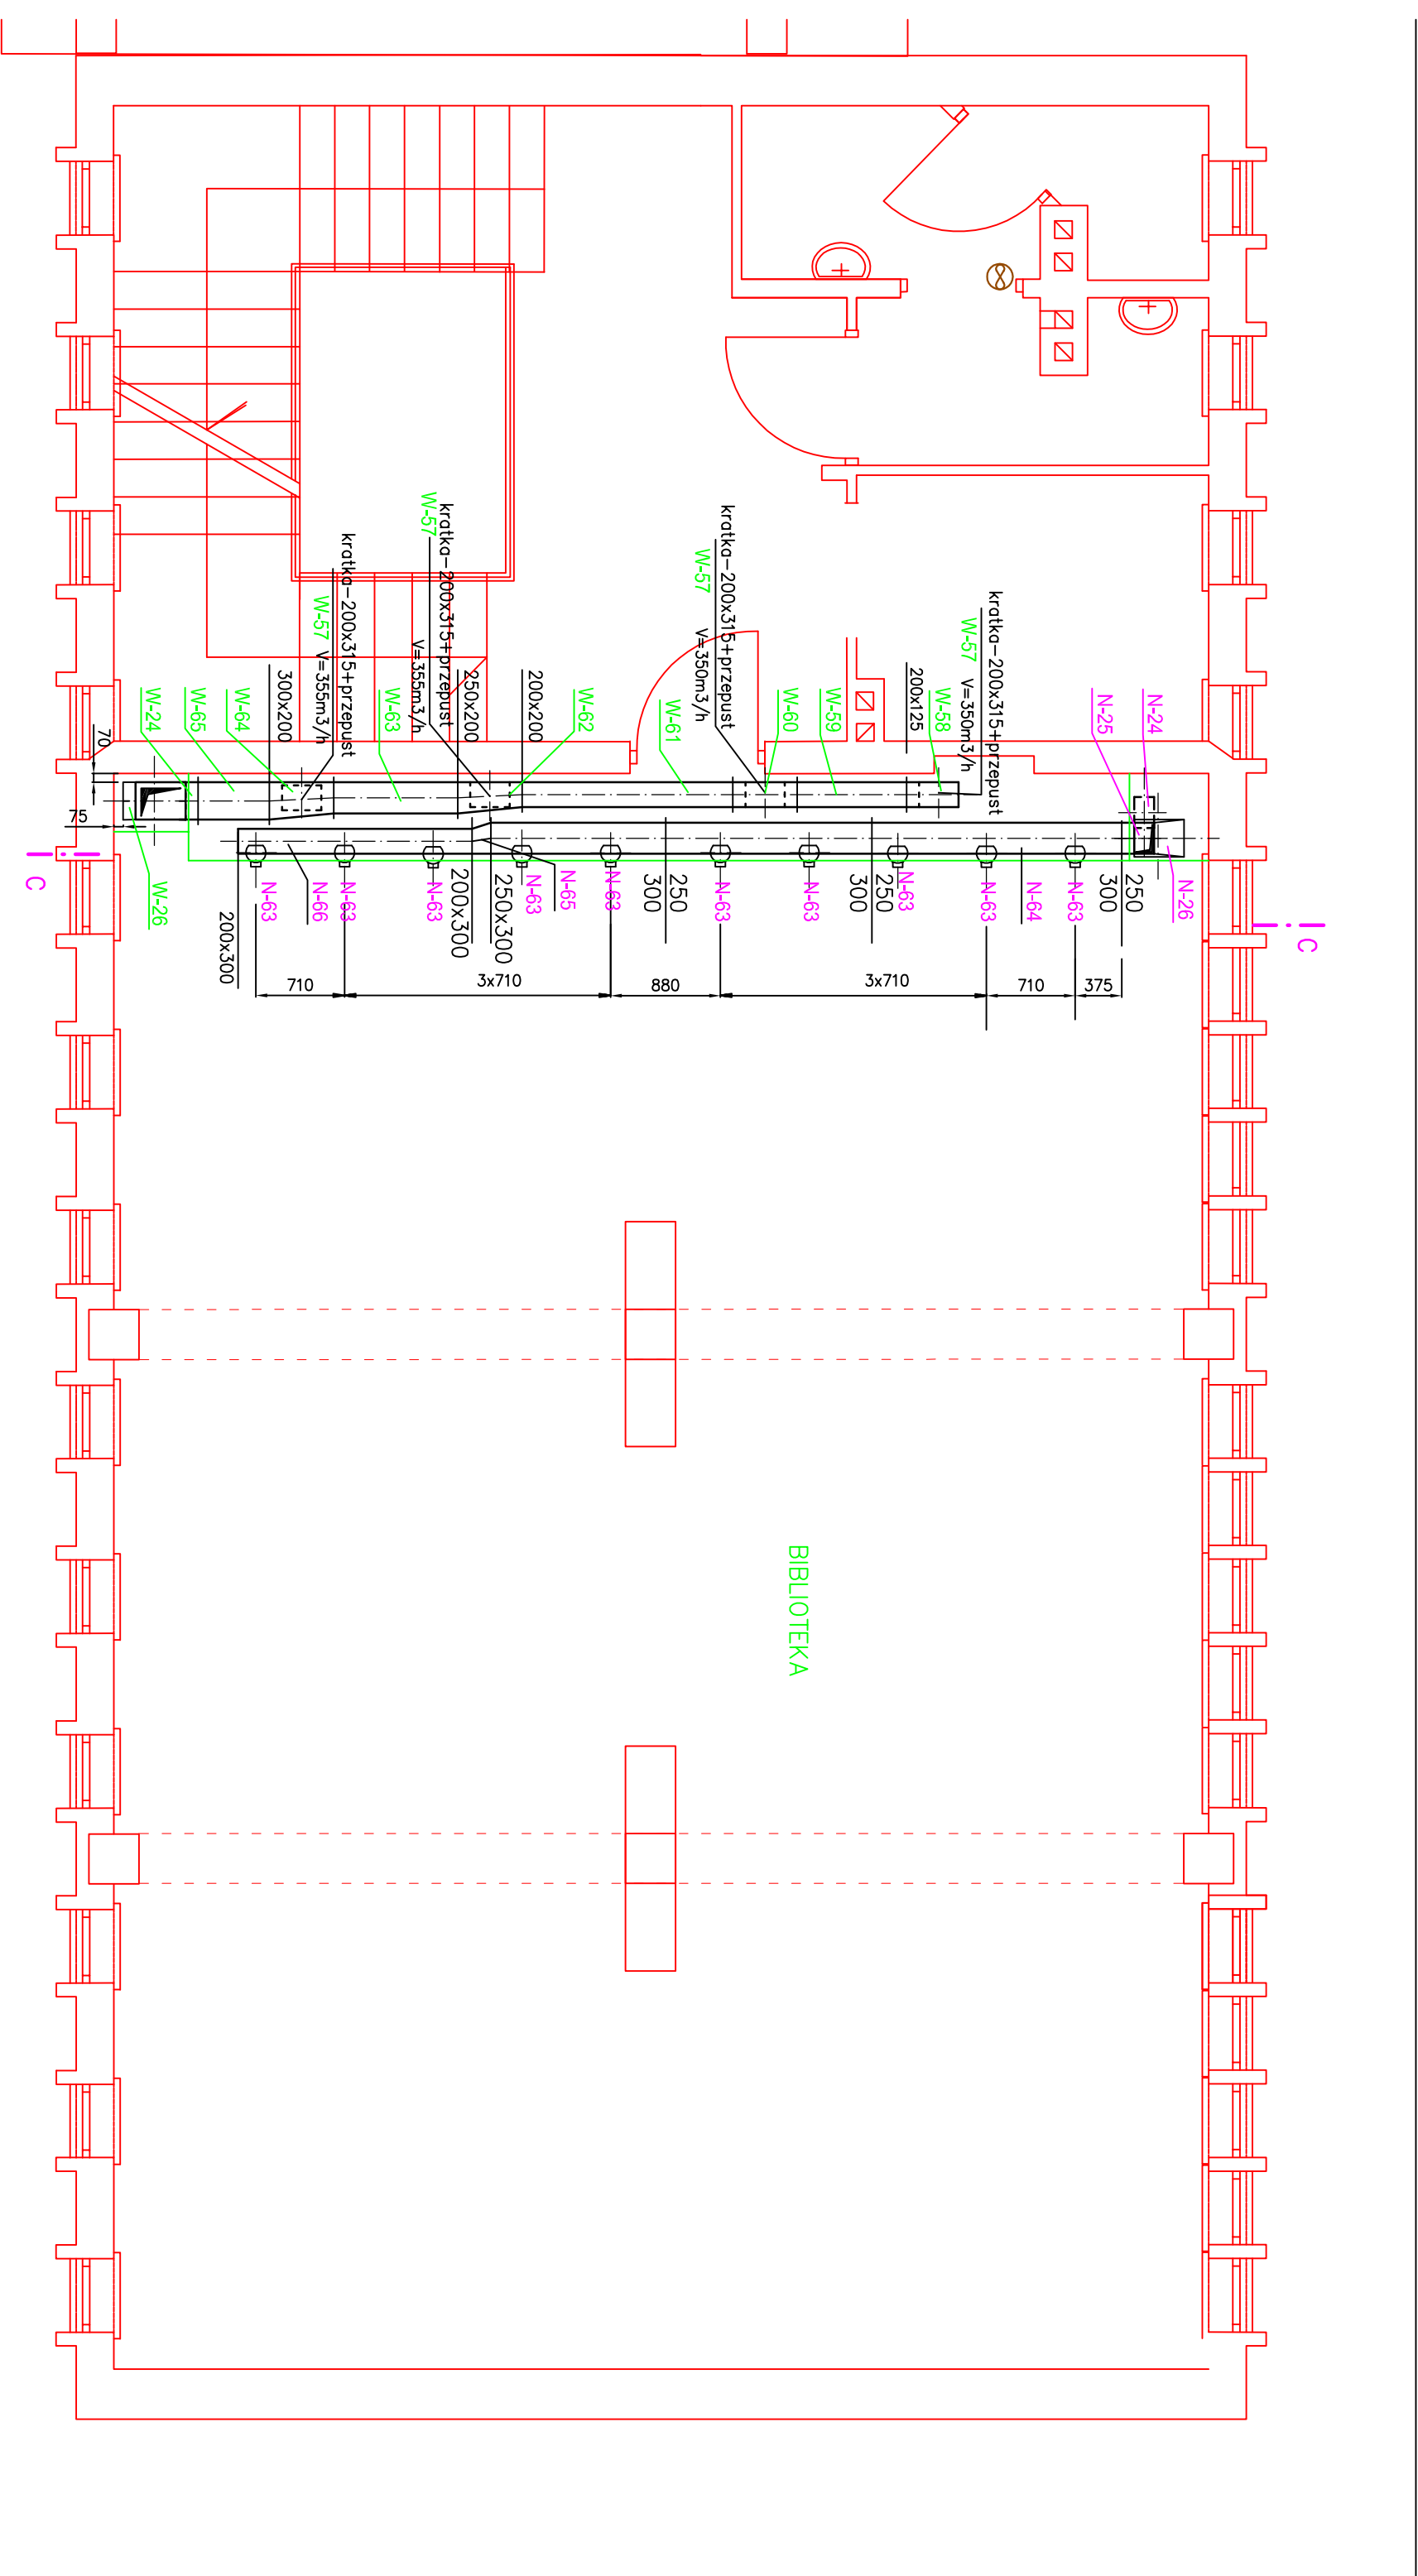 kratka-200x315+przepust
W-57 V=350m3/h
kratka-200x315+przepust
W-57
V=350m3/h
kratka-200x315+przepust
W-57
V=355m3/h
kratka-200x315+przepust
W-57 V=355m3/h
N-24
N-25
W-58
200x125
W-59
W-60
W-61
W-62
200x200
250x200
W-63
300x200
W-64
W-65
W-24
70
75
W-26
C
C
N-26
250
300
N-63
N-64
N-63
N-63
250
300
N-63
N-63
250
300
N-63
N-65
N-63
250x300
200x300
N-63
N-63
N-66
N-63
200x300
375
710
3x710
880
3x710
710
BIBLIOTEKA